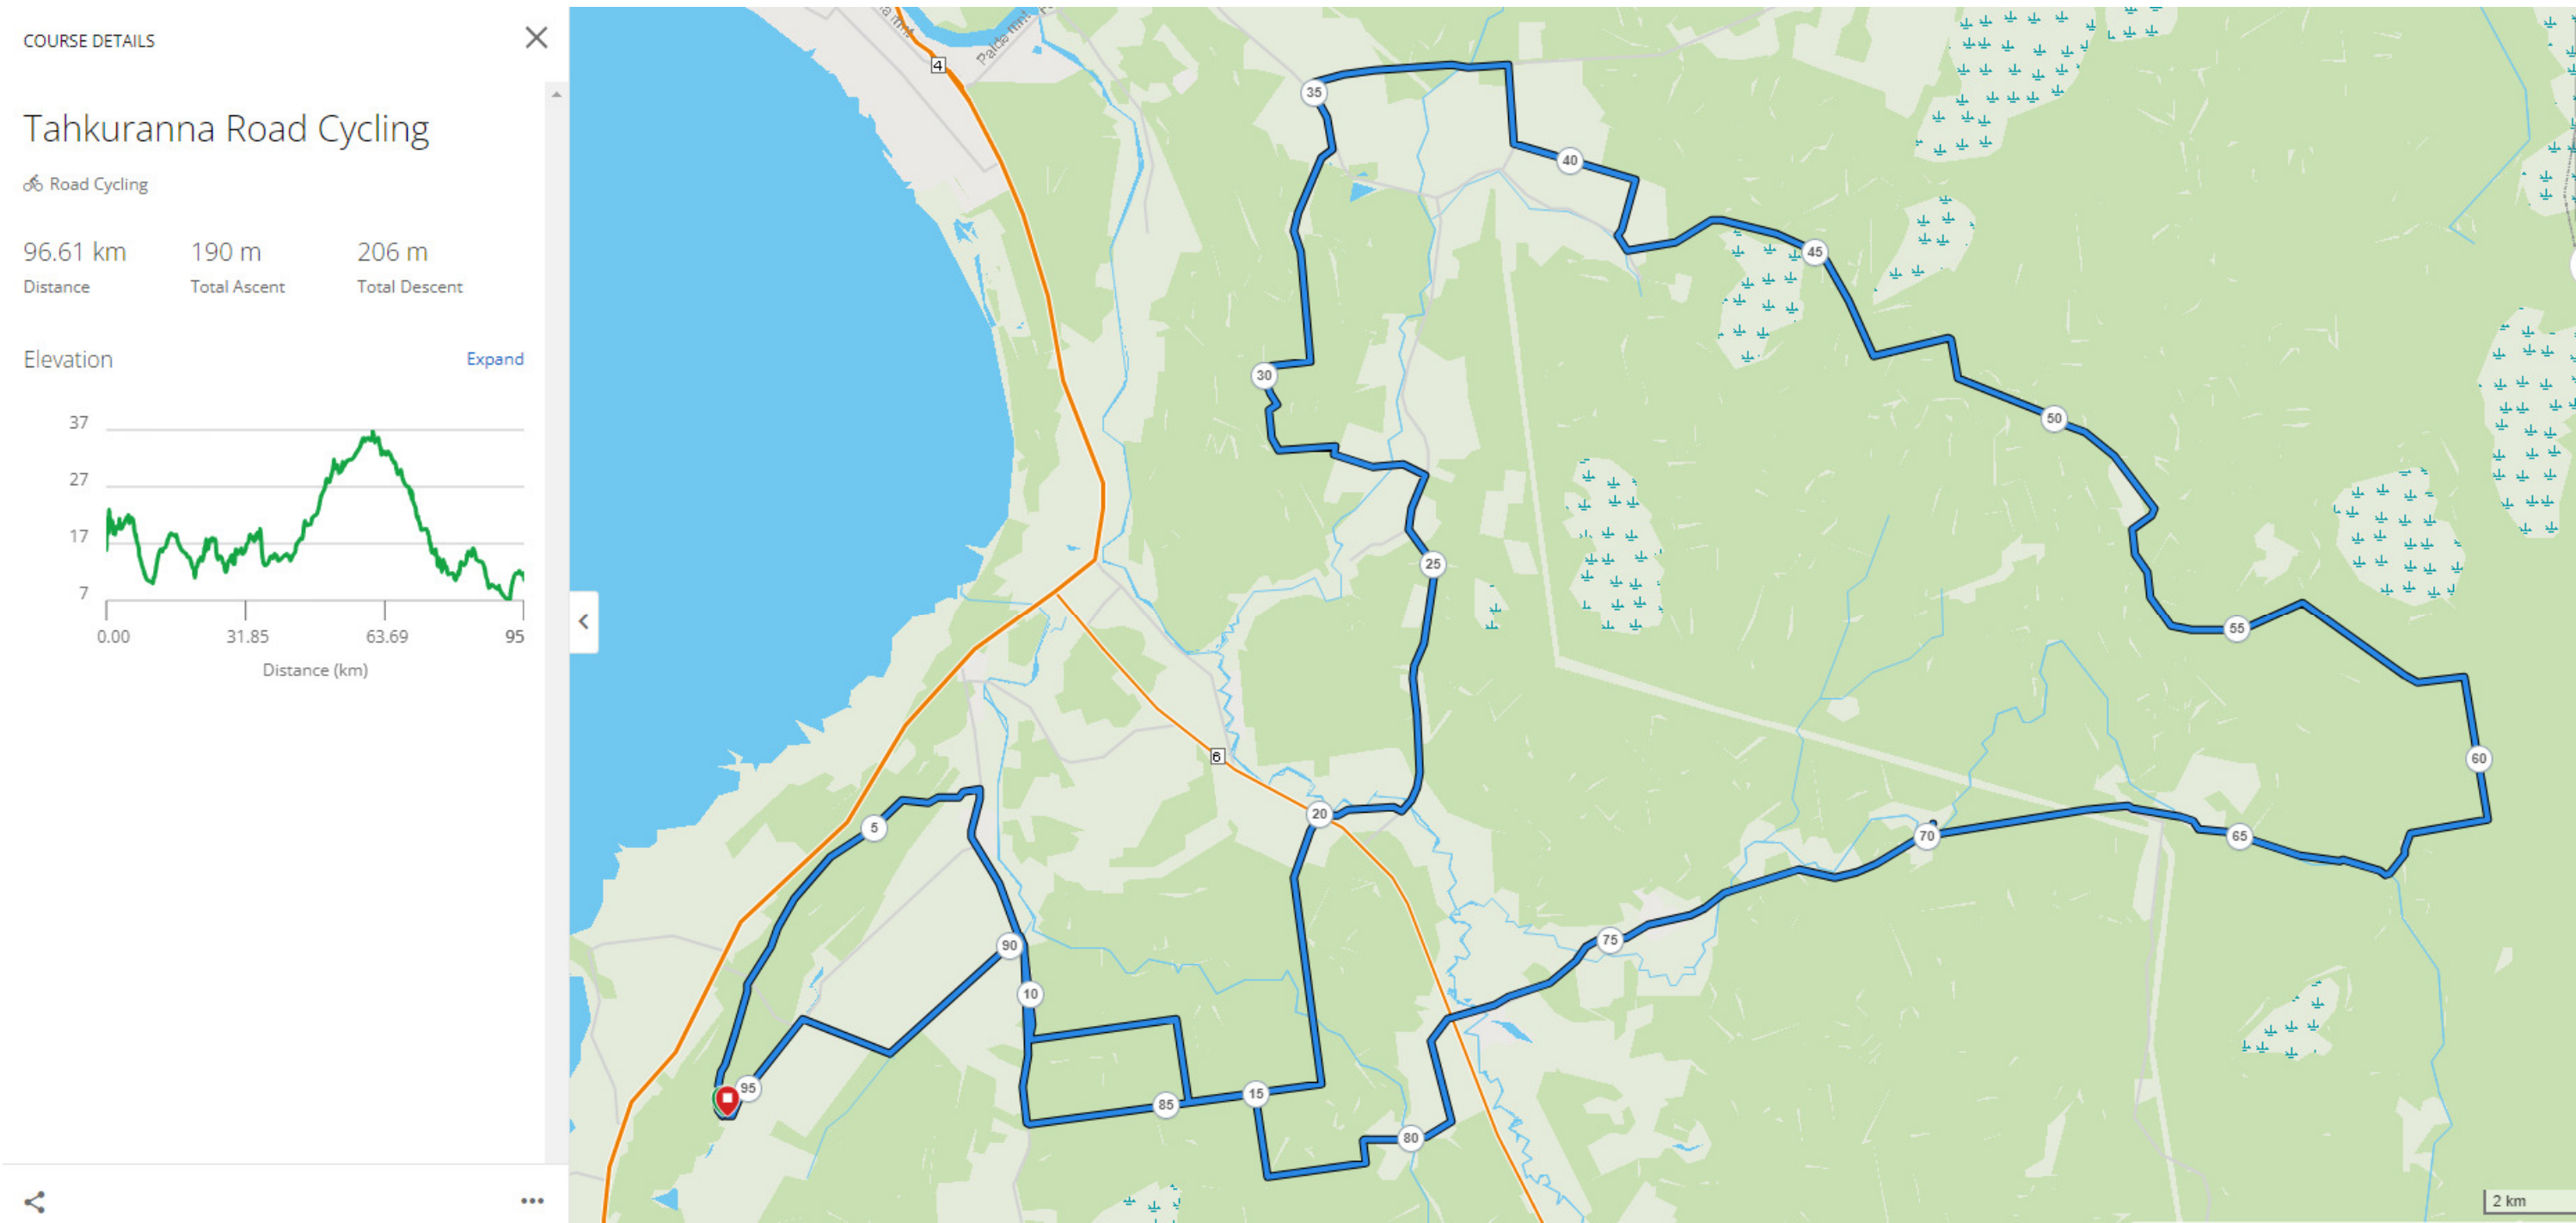 COURSE DETAILS
Tahkuranna Road Cycling
Road Cycling
96.61 km 190 m 206 m
Distance Total Ascent Total Descent
Elevation Expand
37
27
17
7
0.00 31.85 63.69 95
Distance (km)
4
Palde mnt
35
40
45
30
50
25
55
6
60
20
5
65
70
75
90
10
95
15
85
80
2 km